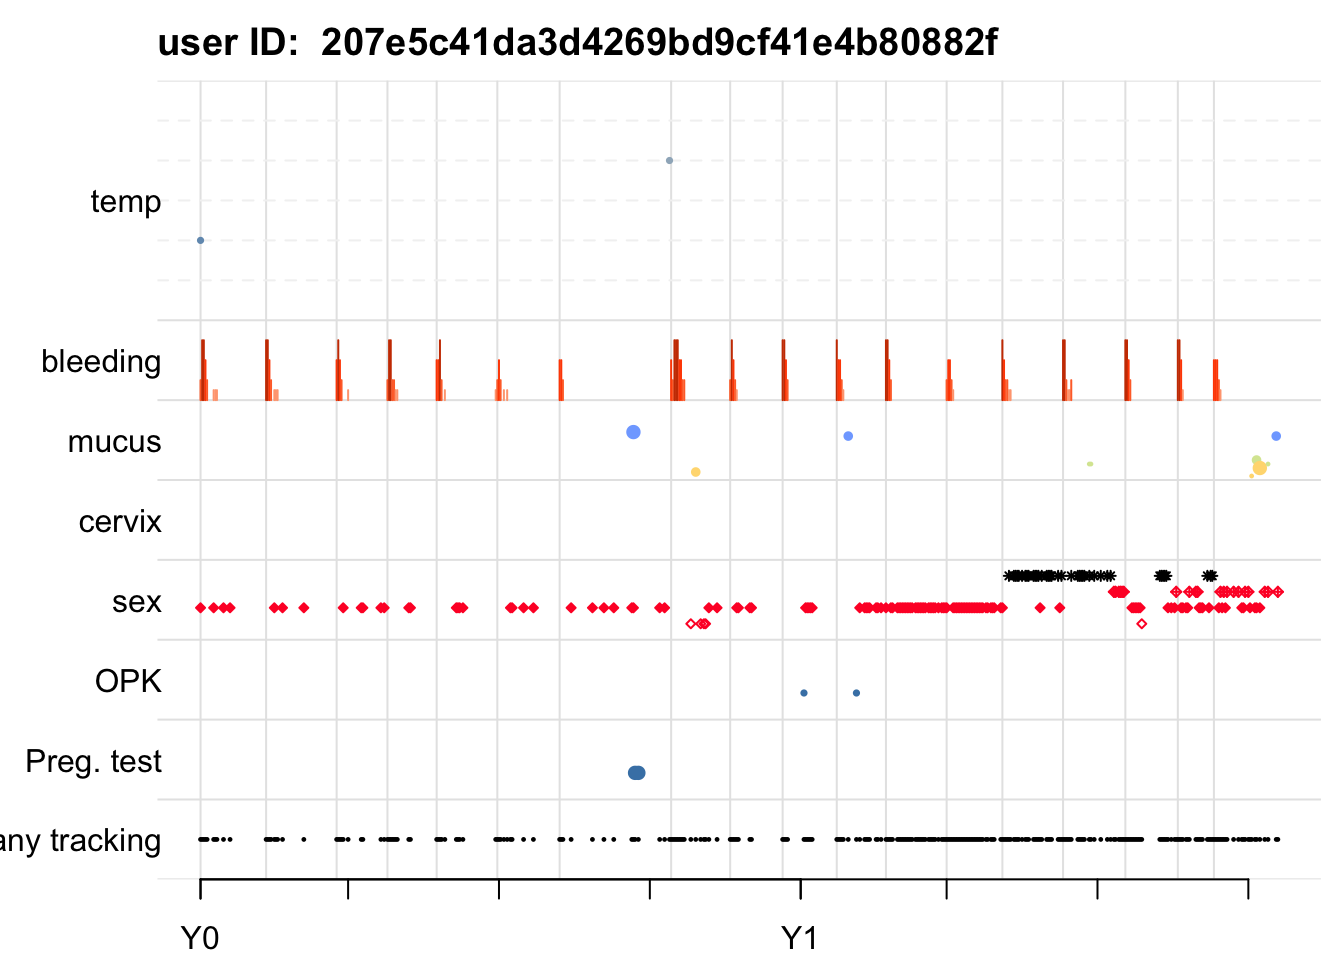 user ID:  207e5c41da3d4269bd9cf41e4b80882f
temp
bleeding
mucus
cervix
sex
OPK
Preg. test
any tracking
Y0
Y1